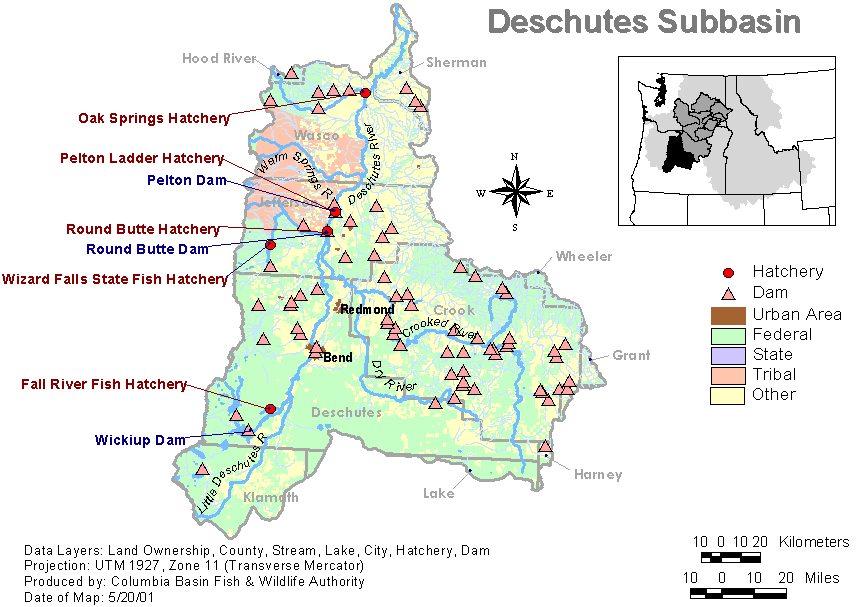 Deschutes Subbasin
Hood River
Sherman
Oak Springs Hatchery
Wasco
Pelton Ladder Hatchery
Warm Springs R.
Deschutes River
Pelton Dam
Jefferson
Round Butte Hatchery
Round Butte Dam
Wizard Falls State Fish Hatchery
N
W
E
S
Wheeler
Redmond
Crook
Crooked River
Bend
Dry River
Grant
Fall River Fish Hatchery
Deschutes
Wickiup Dam
Little Deschutes R.
Klamath
Lake
Harney
Hatchery
Dam
Urban Area
Federal
State
Tribal
Other
Data Layers: Land Ownership, County, Stream, Lake, City, Hatchery, Dam
Projection: UTM 1927, Zone 11 (Transverse Mercator)
Produced by: Columbia Basin Fish & Wildlife Authority
Date of Map: 5/20/01
10 0 10 20 Kilometers
10 0 10 20 Miles